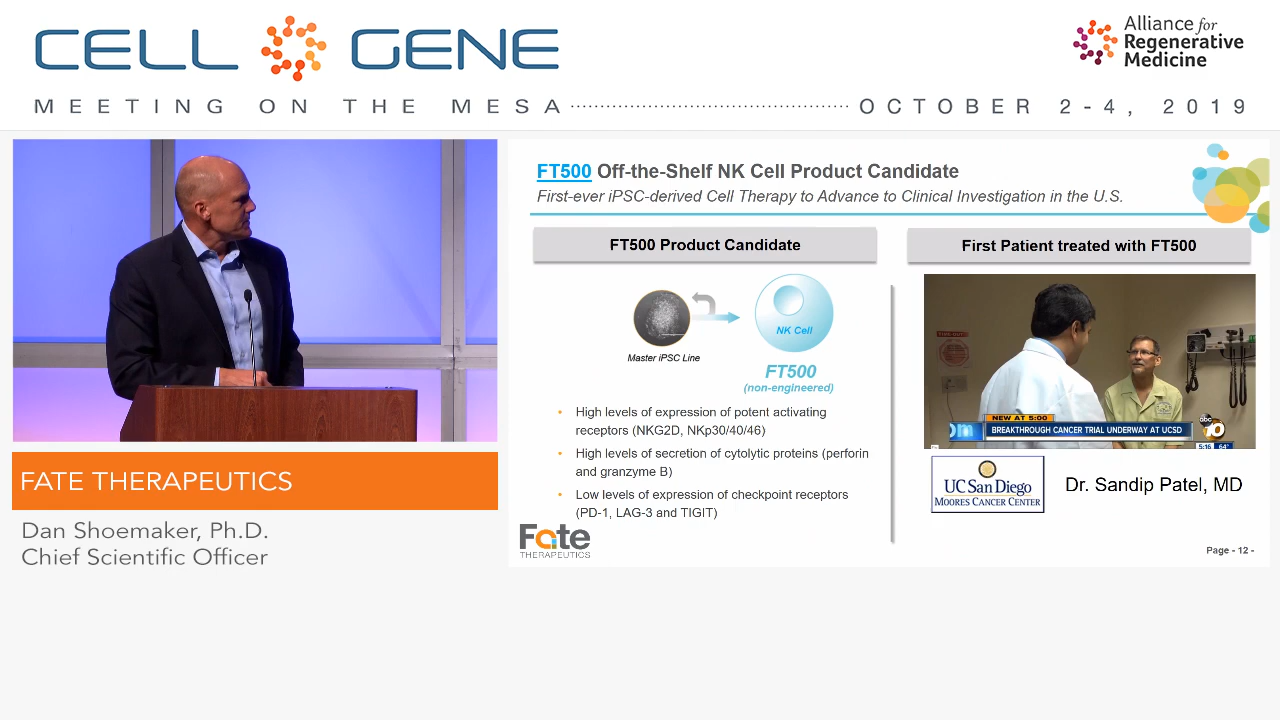 CELL GENE
Alliance for
Regenerative
Medicine
MEETING ON THE MESA
OCTOBER 2-4, 2019
FT500 Off-the-Shelf NK Cell Product Candidate
First-ever iPSC-derived Cell Therapy to Advance to Clinical Investigation in the U.S.
FT500 Product Candidate
NK Cell
Master iPSC Line
FT500
(non-engineered)
• High levels of expression of potent activating
receptors (NKG2D, NKp30/40/46)
• High levels of secretion of cytolytic proteins (perforin
and granzyme B)
• Low levels of expression of checkpoint receptors
(PD-1, LAG-3 and TIGIT)
First Patient treated with FT500
NEW AT 5:00
BREAKTHROUGH CANCER TRIAL UNDERWAY AT UCSD
abc
10
5:16 64°
UC San Diego
MOORES CANCER CENTER
Dr. Sandip Patel, MD
Fate
THERAPEUTICS
Page - 12 -
FATE THERAPEUTICS
Dan Shoemaker, Ph.D.
Chief Scientific Officer